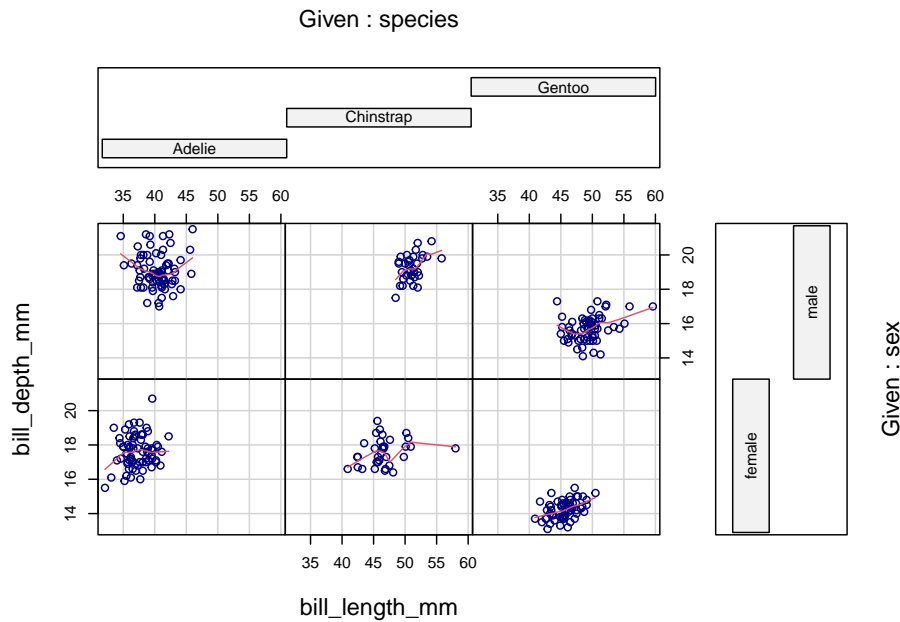 Given : species
Gentoo
Chinstrap
Adelie
35 40 45 50 55 60 35 40 45 50 55 60
bill_depth_mm
20
18
16
14
20
18
16
14
male
female
Given : sex
35 40 45 50 55 60
bill_length_mm